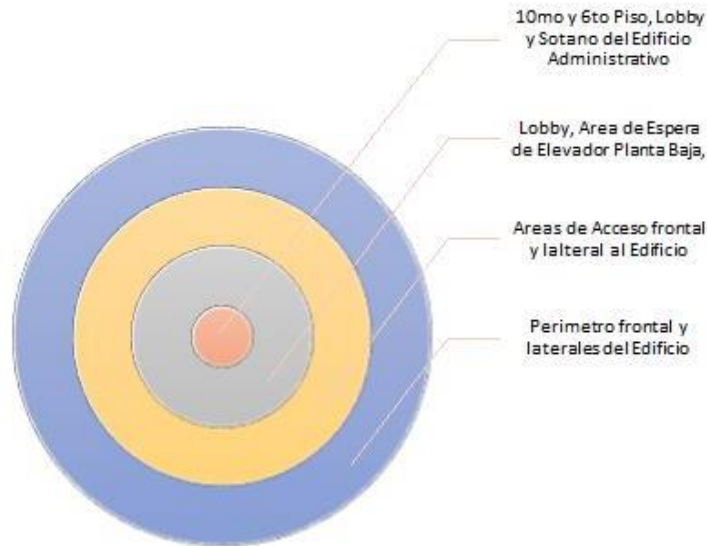 10mo y 6to Piso, Lobby
y Sotano del Edificio
Administrativo
Lobby, Area de Espera
de Elevador Planta Baja,
Areas de Acceso frontal
y lalteral al Edificio
Perimetro frontal y
laterales del Edificio